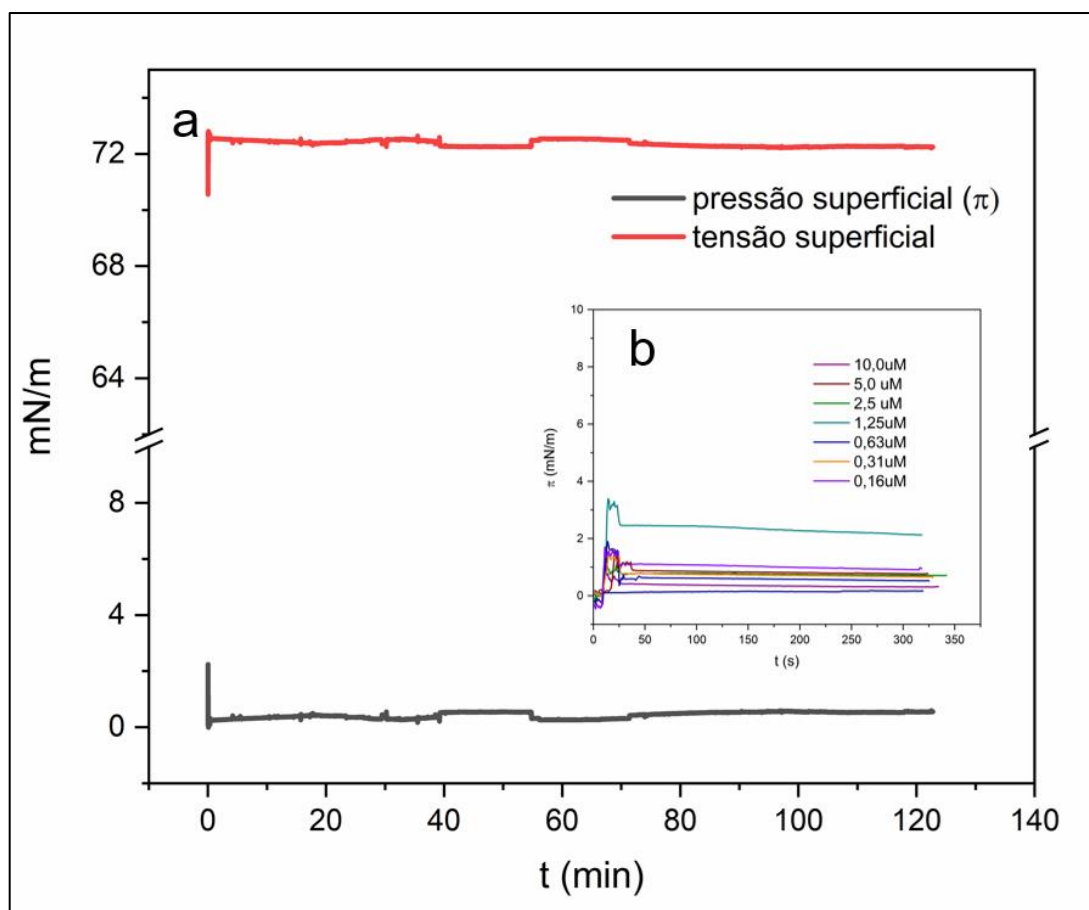 a
72
68
64
8
4
0
mN/m
pressão superficial (π)
tensão superficial
b
10
8
6
4
2
0
π (mN/m)
10,0uM
5,0 uM
2,5 uM
1,25uM
0,63uM
0,31uM
0,16uM
0 50 100 150 200 250 300 350
t (s)
0 20 40 60 80 100 120 140
t (min)